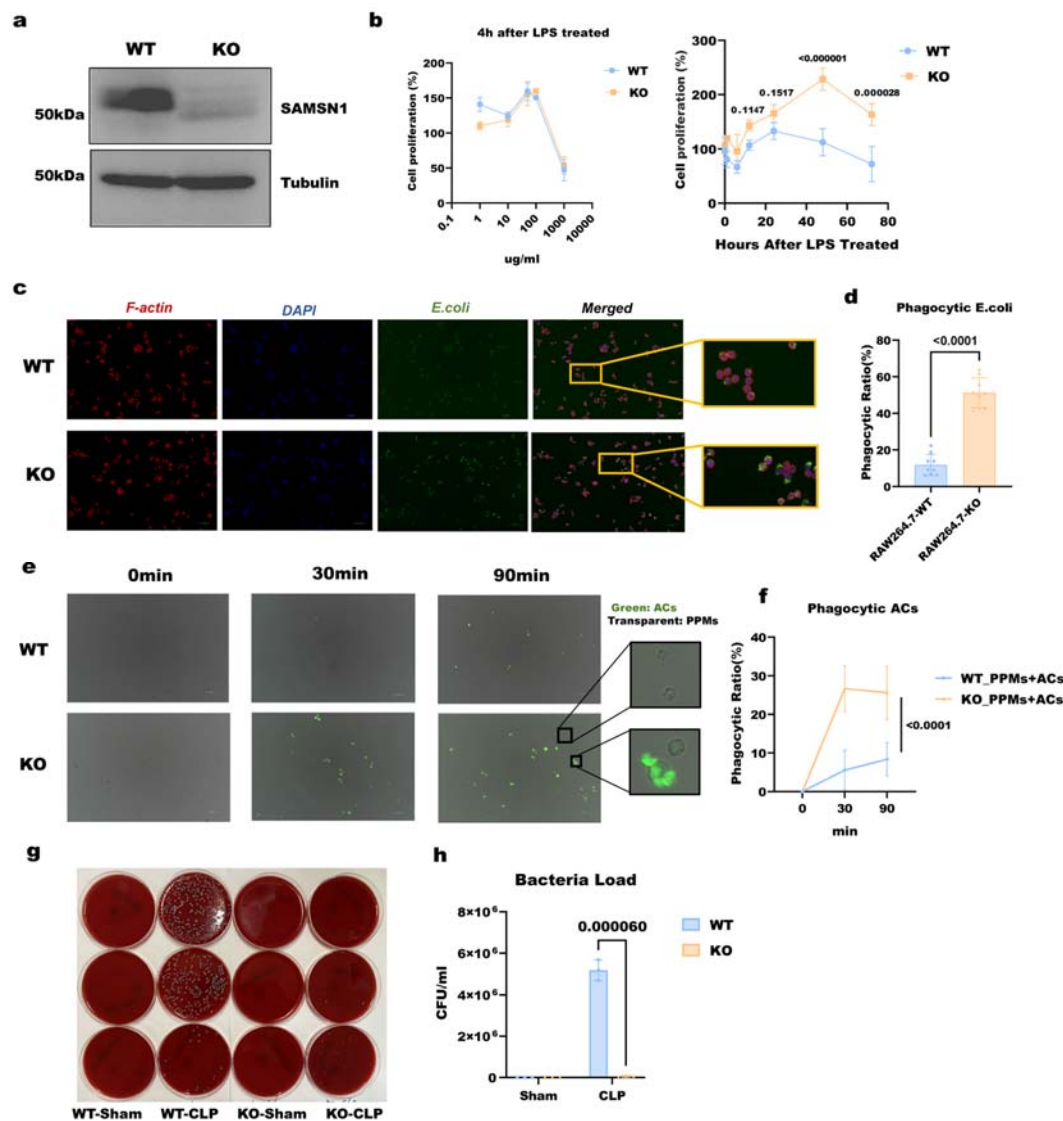 a
WT KO
50kDa
SAMSN1
50kDa
Tubulin
b
4h after LPS treated
WT
KO
Cell proliferation (%)
200
150
100
50
0
0.1
1
10
100
1000
10000
ug/ml
WT
KO
Cell proliferation (%)
300
200
100
0
<0.000001
0.1517
0.1147
0.000028
0 20 40 60 80
Hours After LPS Treated
c
F-actin DAPI E.coli Merged
WT
KO
d
Phagocytic E.coli
<0.0001
Phagocytic Ratio(%)
80
60
40
20
0
RAW264.7-WT
RAW264.7-KO
e
0min 30min 90min
WT
KO
Green: ACs
Transparent: PPMs
f
Phagocytic ACs
Phagocytic Ratio(%)
40
30
20
10
0
0 30 90
min
WT_PPMs+ACs
KO_PPMs+ACs
<0.0001
g
WT-Sham WT-CLP KO-Sham KO-CLP
h
Bacteria Load
0.000060
WT
KO
CFU/ml
8×10⁶
6×10⁶
4×10⁶
2×10⁶
0
Sham CLP